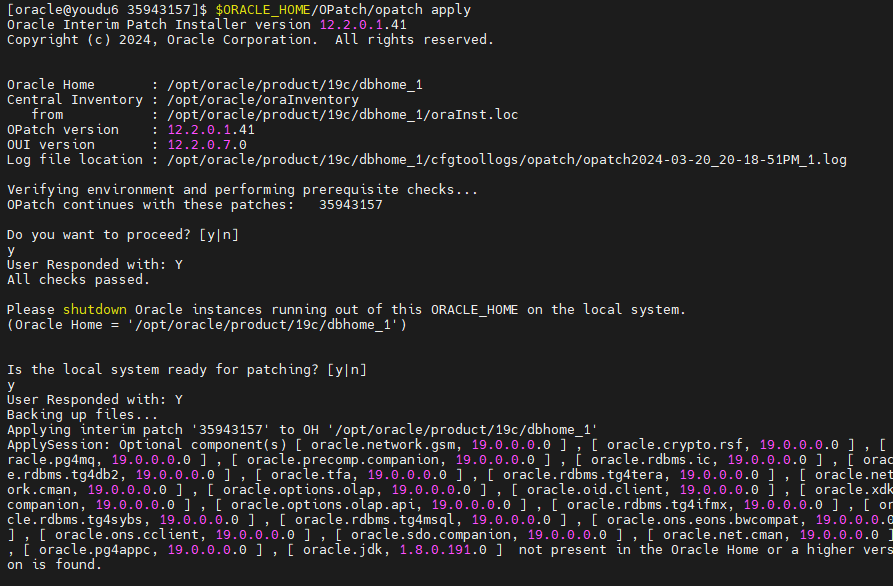 [oracle@youdu6 35943157]$ $ORACLE_HOME/OPatch/opatch apply
Oracle Interim Patch Installer version 12.2.0.1.41
Copyright (c) 2024, Oracle Corporation.  All rights reserved.
Oracle Home       : /opt/oracle/product/19c/dbhome_1
Central Inventory : /opt/oracle/oraInventory
   from           : /opt/oracle/product/19c/dbhome_1/oraInst.loc
OPatch version    : 12.2.0.1.41
OUI version       : 12.2.0.7.0
Log file location : /opt/oracle/product/19c/dbhome_1/cfgtoollogs/opatch/opatch2024-03-20_20-18-51PM_1.log
Verifying environment and performing prerequisite checks...
OPatch continues with these patches:   35943157
Do you want to proceed? [y|n]
y
User Responded with: Y
All checks passed.
Please shutdown Oracle instances running out of this ORACLE_HOME on the local system.
(Oracle Home = '/opt/oracle/product/19c/dbhome_1')
Is the local system ready for patching? [y|n]
y
User Responded with: Y
Backing up files...
Applying interim patch '35943157' to OH '/opt/oracle/product/19c/dbhome_1'
ApplySession: Optional component(s) [ oracle.network.gsm, 19.0.0.0.0 ] , [ oracle.crypto.rsf, 19.0.0.0.0 ] , [
racle.pg4mq, 19.0.0.0.0 ] , [ oracle.precomp.companion, 19.0.0.0.0 ] , [ oracle.rdbms.ic, 19.0.0.0.0 ] , [ orac
e.rdbms.tg4db2, 19.0.0.0.0 ] , [ oracle.tfa, 19.0.0.0.0 ] , [ oracle.rdbms.tg4tera, 19.0.0.0.0 ] , [ oracle.net
ork.cman, 19.0.0.0.0 ] , [ oracle.options.olap, 19.0.0.0.0 ] , [ oracle.oid.client, 19.0.0.0.0 ] , [ oracle.xdk
companion, 19.0.0.0.0 ] , [ oracle.options.olap.api, 19.0.0.0.0 ] , [ oracle.rdbms.tg4ifmx, 19.0.0.0.0 ] , [ or
cle.rdbms.tg4sybs, 19.0.0.0.0 ] , [ oracle.rdbms.tg4msql, 19.0.0.0.0 ] , [ oracle.ons.eons.bwcompat, 19.0.0.0.0
] , [ oracle.ons.cclient, 19.0.0.0.0 ] , [ oracle.sdo.companion, 19.0.0.0.0 ] , [ oracle.net.cman, 19.0.0.0.0 ]
, [ oracle.pg4appc, 19.0.0.0.0 ] , [ oracle.jdk, 1.8.0.191.0 ]  not present in the Oracle Home or a higher vers
on is found.